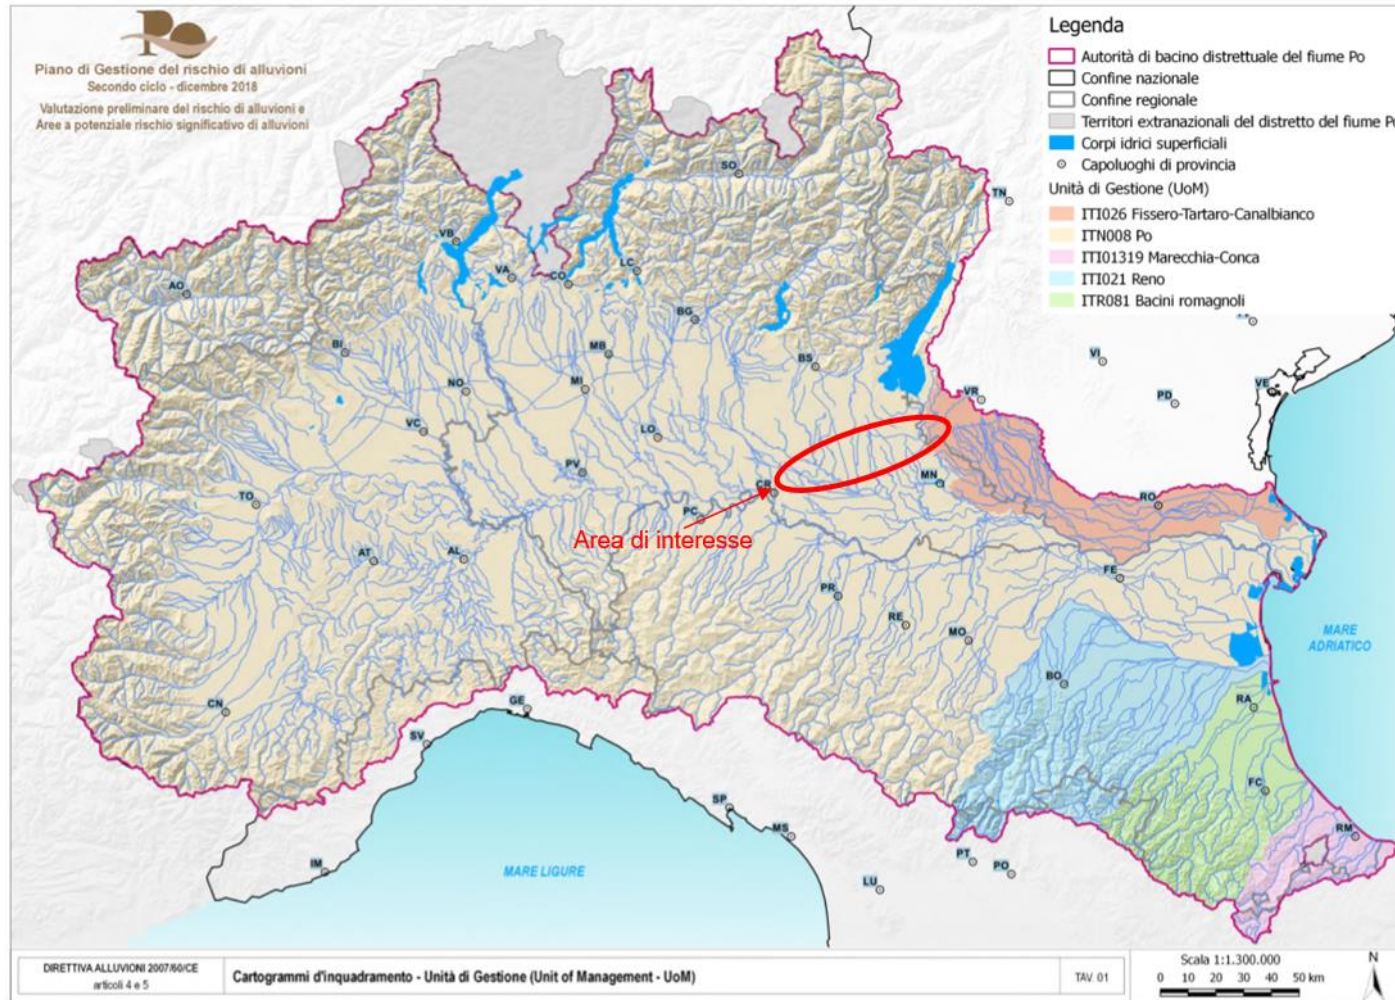 Po
Piano di Gestione del rischio di alluvioni
Secondo ciclo - dicembre 2018
Valutazione preliminare del rischio di alluvioni e
Aree a potenziale rischio significativo di alluvioni
Legenda
Autorità di bacino distrettuale del fiume Po
Confine nazionale
Confine regionale
Territori extranazionali del distretto del fiume Po
Corpi idrici superficiali
Capoluoghi di provincia
Unità di Gestione (UoM)
ITI026 Fissero-Tartaro-Canalbianco
ITN008 Po
ITI01319 Marecchia-Conca
ITI021 Reno
ITR081 Bacini romagnoli
SO
TN
VB
VA
CO
LC
AO
BG
BI
MB
BS
VI
NO
MI
VR
PD
VE
VC
LO
PV
MN
CR
TO
PC
RO
Area di interesse
AT
AL
FE
PR
RE
MO
MARE
ADRIATICO
BO
CN
GE
RA
SV
FC
SP
MS
RM
IM
MARE LIGURE
PT
PO
LU
DIRETTIVA ALLUVIONI 2007/60/CE
articoli 4 e 5
Cartogrammi d'inquadramento - Unità di Gestione (Unit of Management - UoM)
TAV. 01
Scala 1:1.300.000
0 10 20 30 40 50 km
N